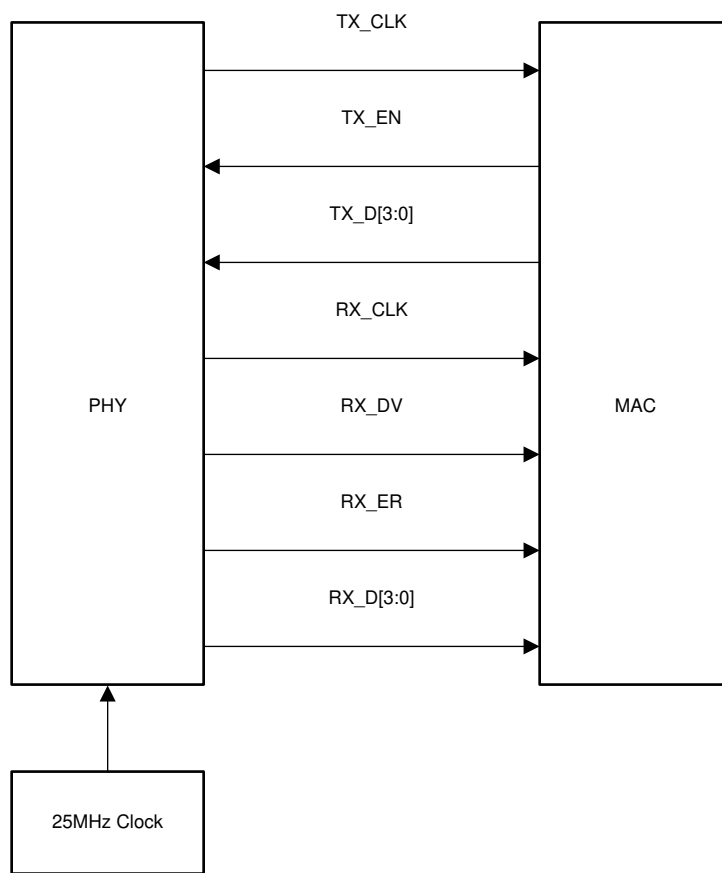 TX_CLK
TX_EN
TX_D[3:0]
RX_CLK
PHY
RX_DV
MAC
RX_ER
RX_D[3:0]
25MHz Clock